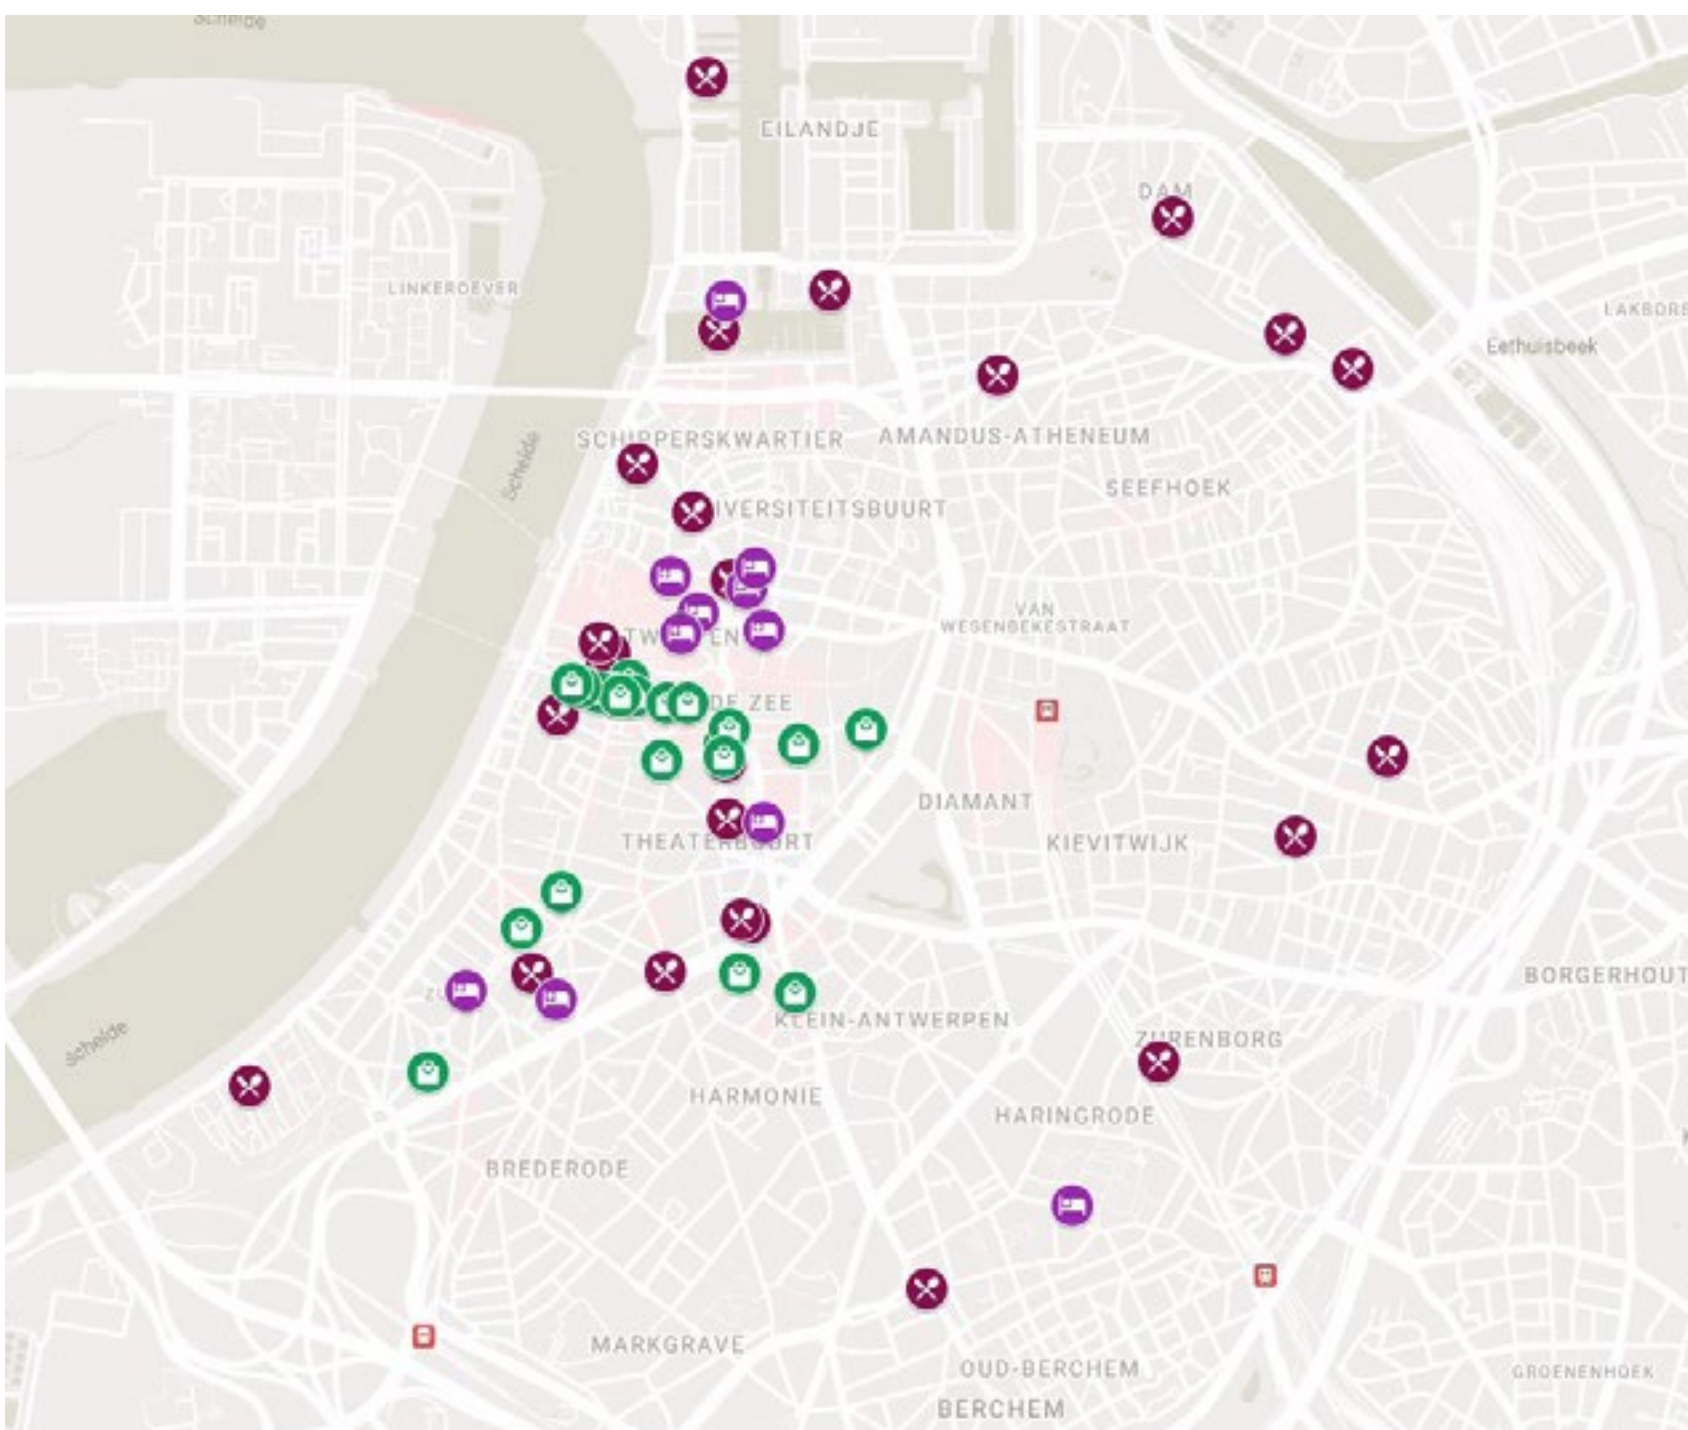 Schelde
EILANDJE
DAM
LINKEROEVER
Eethuisbeek
SCHIPPERSKWARTIER
AMANDUS-ATHENEUM
Schelde
SEEFHOEK
IVERSITEITSBUURT
VAN
WESENBEKESTRAAT
EN
DE ZEE
DIAMANT
THEATERBUURT
KIEVITWIJK
BORGERHOUT
KLEIN-ANTWERPEN
Schelde
ZURENBORG
HARMONIE
HARINGRODE
BREDERODE
MARKGRAVE
OUD-BERCHEM
GROENENHOEK
BERCHEM